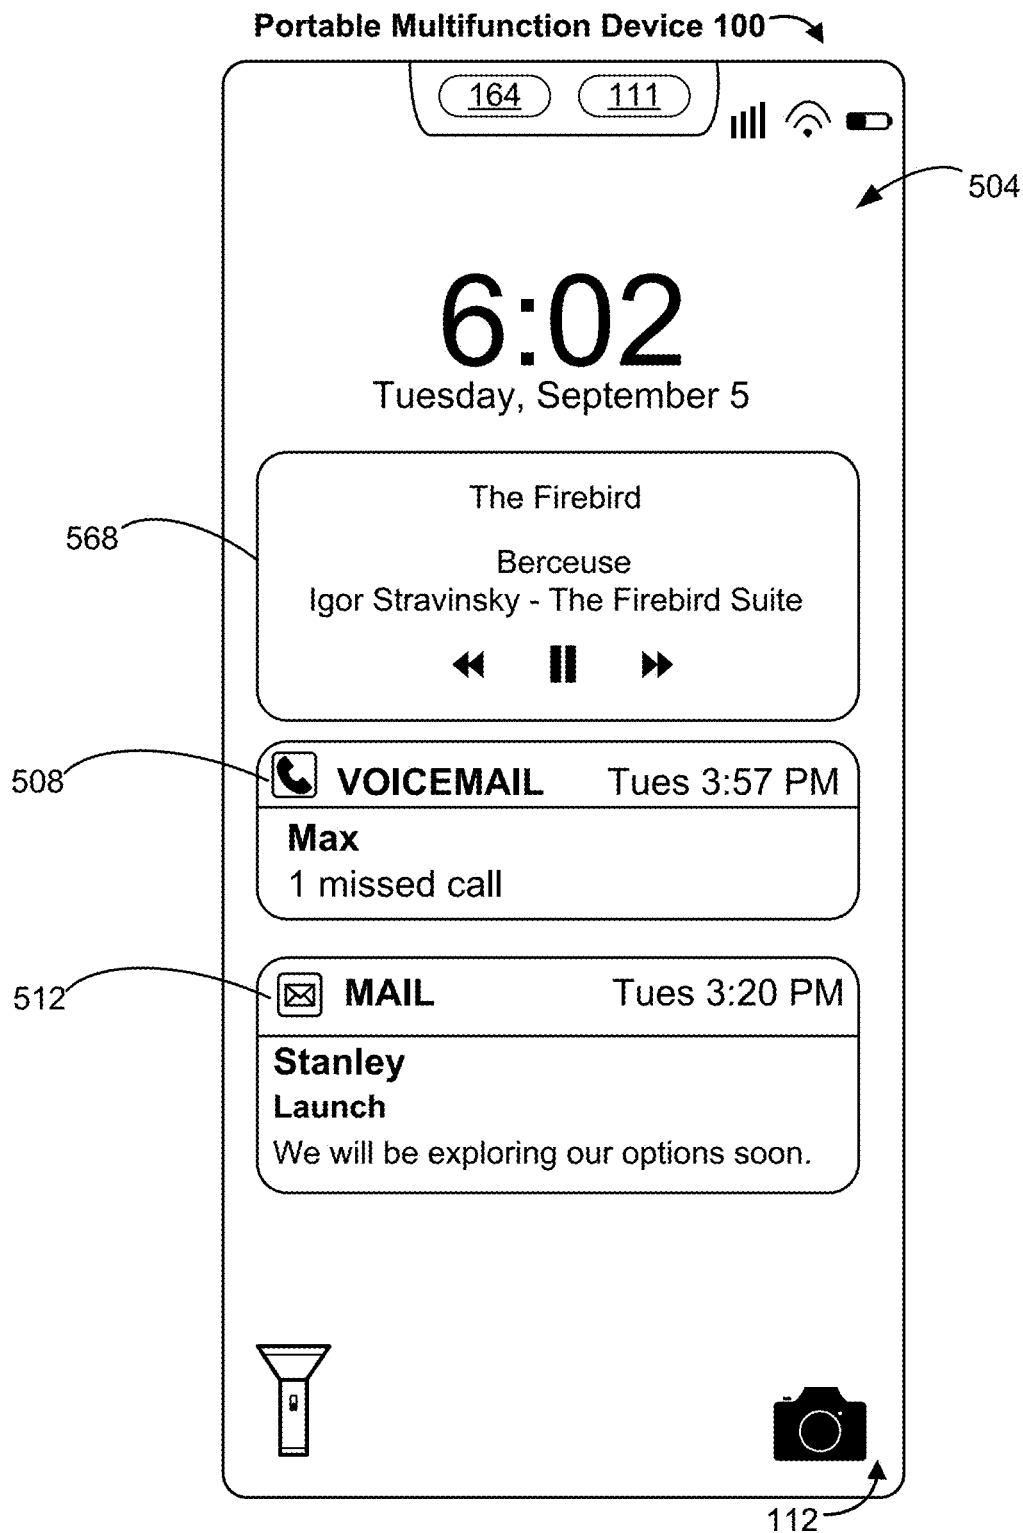 Portable Multifunction Device 100
164 111
504
6:02
Tuesday, September 5
The Firebird
568
Berceuse
Igor Stravinsky - The Firebird Suite
508
VOICEMAIL Tues 3:57 PM
Max
1 missed call
512
MAIL Tues 3:20 PM
Stanley
Launch
We will be exploring our options soon.
112